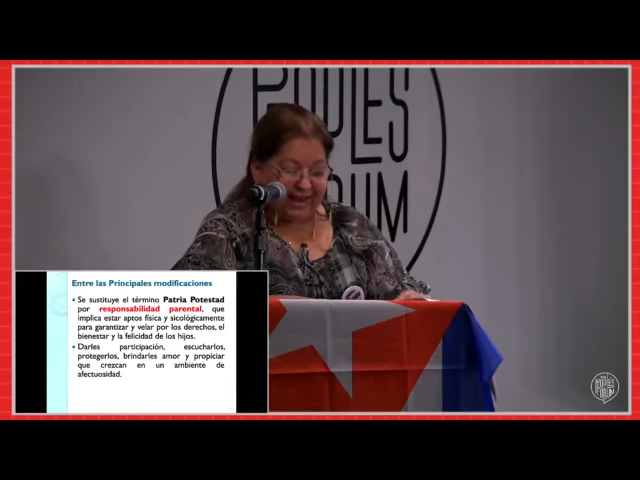 PEOPLES
FORUM
Entre las Principales modificaciones
• Se sustituye el término Patria Potestad
por responsabilidad parental, que
implica estar aptos física y sicológicamente
para garantizar y velar por los derechos, el
bienestar y la felicidad de los hijos.
• Darles participación, escucharlos,
protegerlos, brindarles amor y propiciar
que crezcan en un ambiente de
afectuosidad.
PEOPLES
FORUM